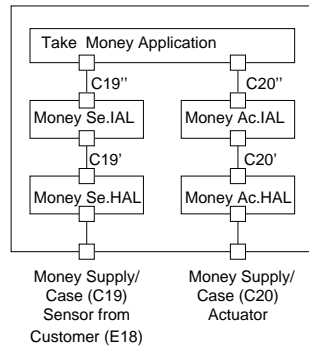 Take Money Application
C19''
C20''
Money Se.IAL
Money Ac.IAL
C19'
C20'
Money Se.HAL
Money Ac.HAL
Money Supply/
Case (C19)
Sensor from
Customer (E18)
Money Supply/
Case (C20)
Actuator